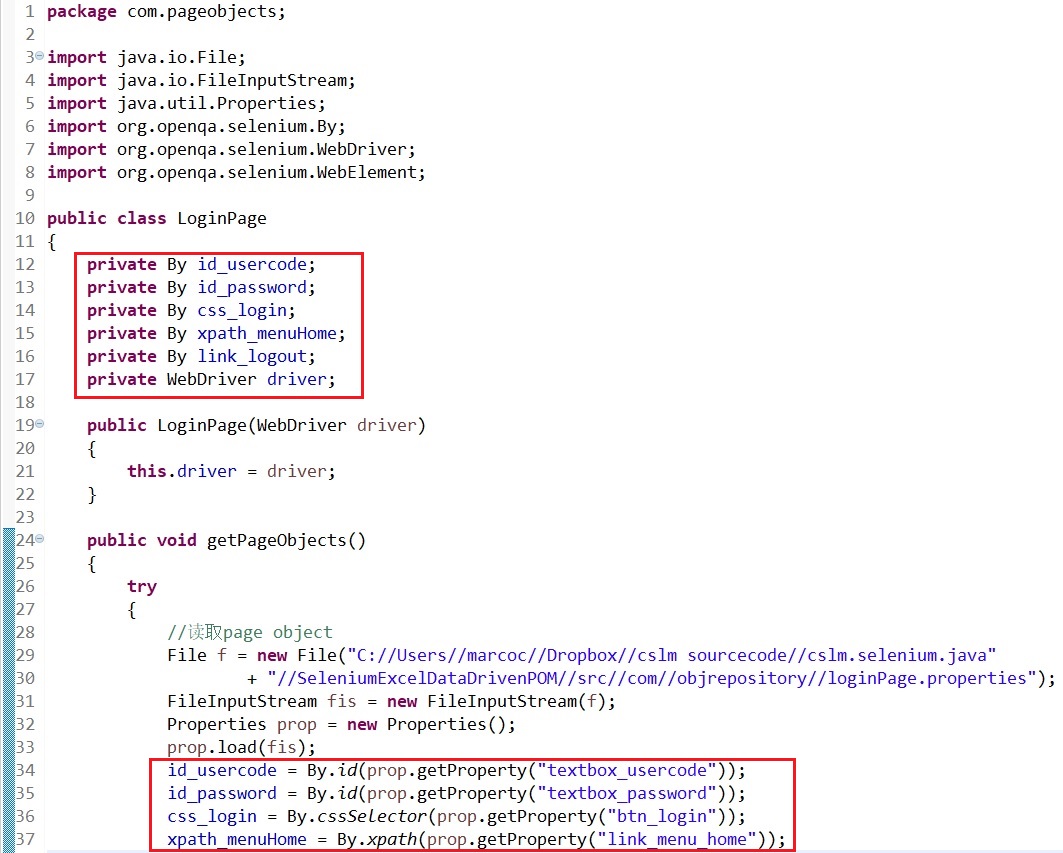 1 package com.pageobjects;
2
3 import java.io.File;
4 import java.io.FileInputStream;
5 import java.util.Properties;
6 import org.openqa.selenium.By;
7 import org.openqa.selenium.WebDriver;
8 import org.openqa.selenium.WebElement;
9
10 public class LoginPage
11 {
12     private By id_usercode;
13     private By id_password;
14     private By css_login;
15     private By xpath_menuHome;
16     private By link_logout;
17     private WebDriver driver;
18
19     public LoginPage(WebDriver driver)
20     {
21         this.driver = driver;
22     }
23
24     public void getPageObjects()
25     {
26         try
27         {
28             //读取page object
29             File f = new File("C://Users//marcoc//Dropbox//cslm sourcecode//cslm.selenium.java"
30                     + "//SeleniumExcelDataDrivenPOM//src//com//objrepository//loginPage.properties");
31             FileInputStream fis = new FileInputStream(f);
32             Properties prop = new Properties();
33             prop.load(fis);
34             id_usercode = By.id(prop.getProperty("textbox_usercode"));
35             id_password = By.id(prop.getProperty("textbox_password"));
36             css_login = By.cssSelector(prop.getProperty("btn_login"));
37             xpath_menuHome = By.xpath(prop.getProperty("link_menu_home"));